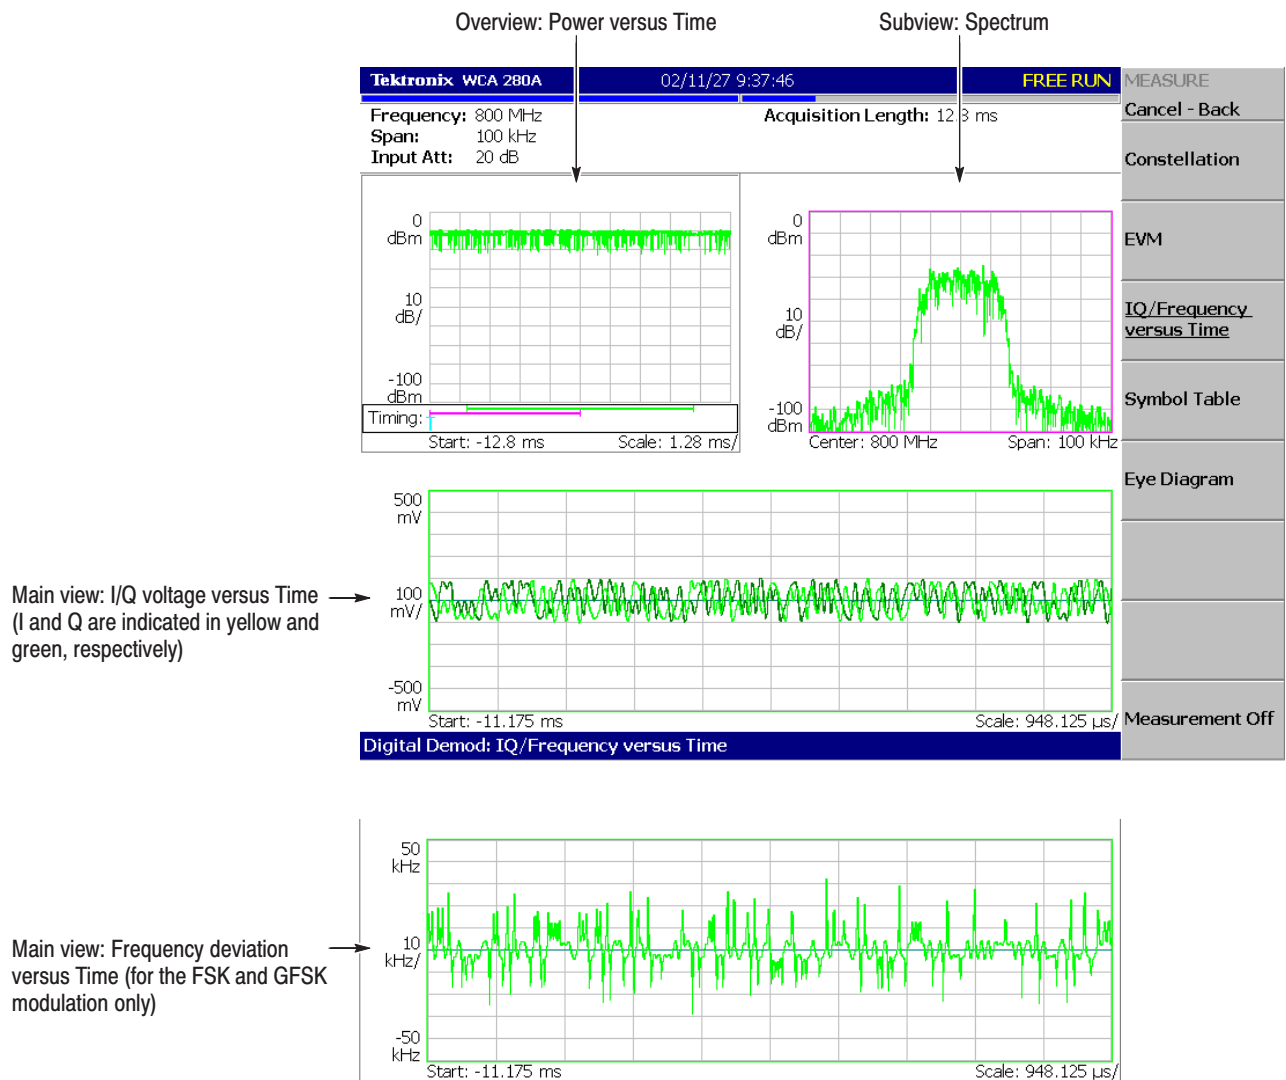 Overview: Power versus Time
Subview: Spectrum
Tektronix WCA 280A
02/11/27 9:37:46
FREE RUN
MEASURE
Cancel - Back
Frequency: 800 MHz
Acquisition Length: 12.8 ms
Span: 100 kHz
Input Att: 20 dB
Constellation
EVM
IQ/Frequency
versus Time
Symbol Table
Eye Diagram
Measurement Off
0
dBm
10
dB/
-100
dBm
Timing:
T
Start: -12.8 ms
Scale: 1.28 ms/
0
dBm
10
dB/
-100
dBm
Center: 800 MHz
Span: 100 kHz
Main view: I/Q voltage versus Time
(I and Q are indicated in yellow and
green, respectively)
500
mV
100
mV/
-500
mV
Start: -11.175 ms
Scale: 948.125 µs/
Digital Demod: IQ/Frequency versus Time
Main view: Frequency deviation
versus Time (for the FSK and GFSK
modulation only)
50
kHz
10
kHz/
-50
kHz
Start: -11.175 ms
Scale: 948.125 µs/